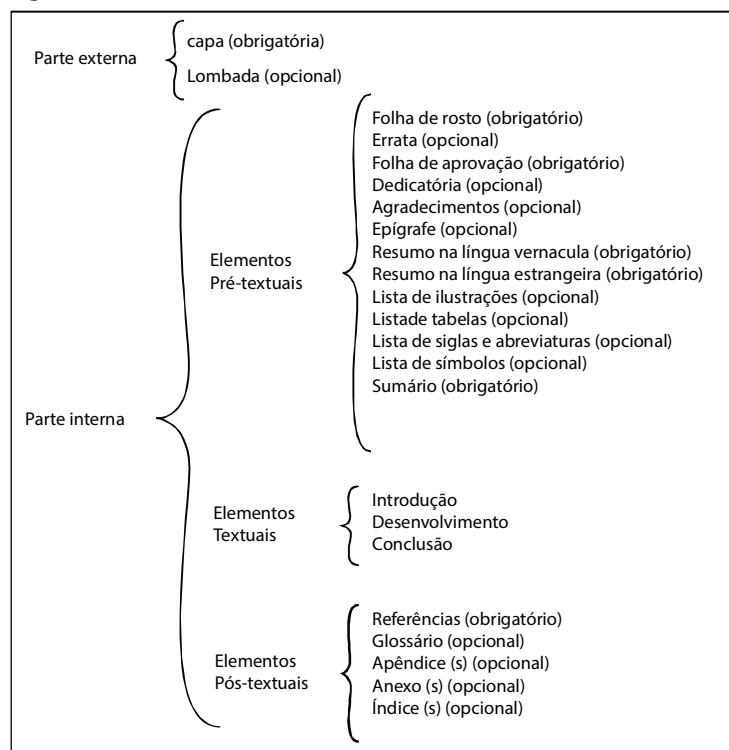 Parte externa
capa (obrigatória)
Lombada (opcional)
Parte interna
Elementos
Pré-textuais
Folha de rosto (obrigatório)
Errata (opcional)
Folha de aprovação (obrigatório)
Dedicatória (opcional)
Agradecimentos (opcional)
Epígrafe (opcional)
Resumo na língua vernacula (obrigatório)
Resumo na língua estrangeira (obrigatório)
Lista de ilustrações (opcional)
Listade tabelas (opcional)
Lista de siglas e abreviaturas (opcional)
Lista de símbolos (opcional)
Sumário (obrigatório)
Elementos
Textuais
Introdução
Desenvolvimento
Conclusão
Elementos
Pós-textuais
Referências (obrigatório)
Glossário (opcional)
Apêndice (s) (opcional)
Anexo (s) (opcional)
Índice (s) (opcional)